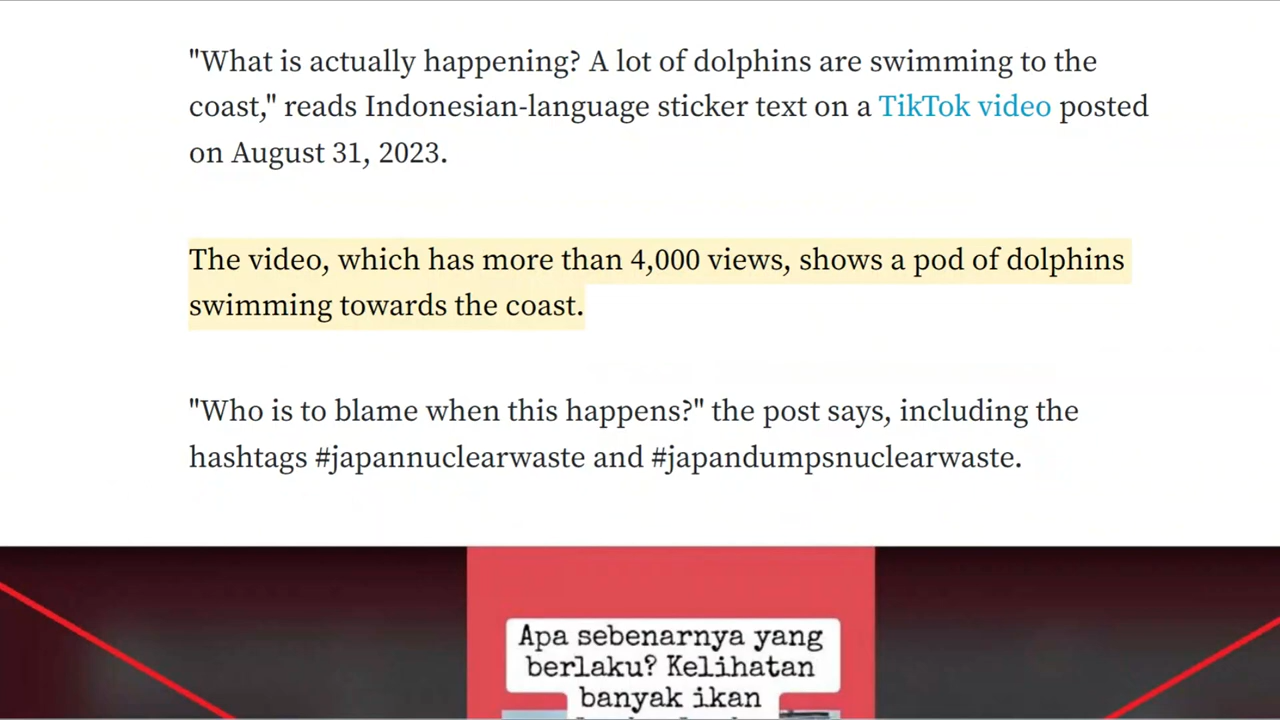 "What is actually happening? A lot of dolphins are swimming to the
coast," reads Indonesian-language sticker text on a TikTok video posted
on August 31, 2023.
The video, which has more than 4,000 views, shows a pod of dolphins
swimming towards the coast.
"Who is to blame when this happens?" the post says, including the
hashtags #japannuclearwaste and #japandumpsnuclearwaste.
Apa sebenarnya yang
berlaku? Kelihatan
banyak ikan